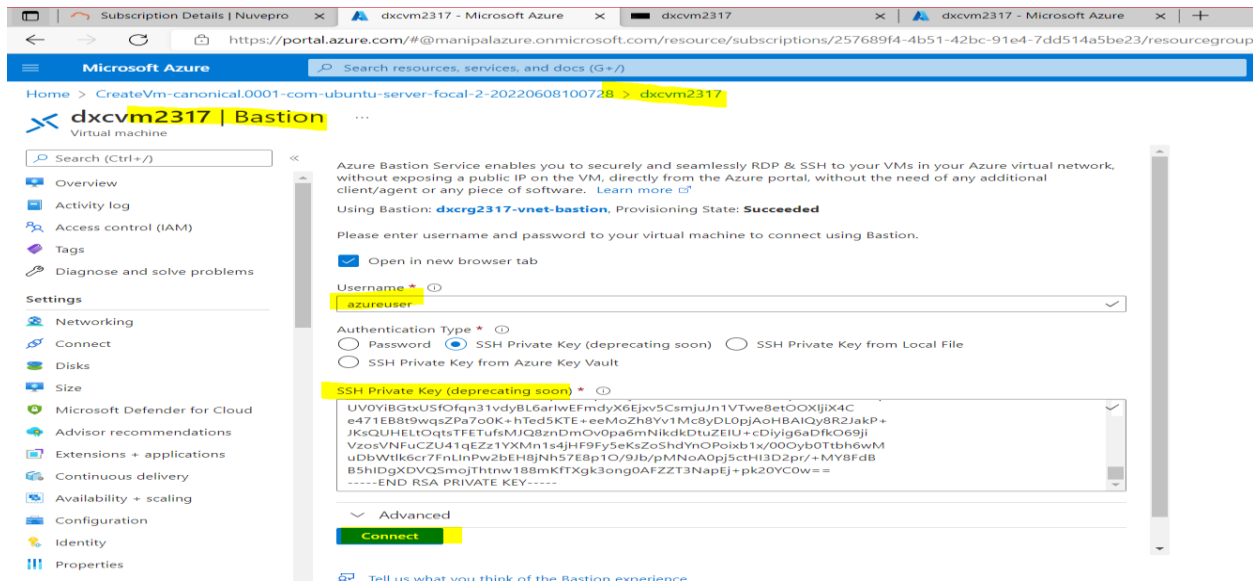 Subscription Details | Nuvepro
dxcvm2317 - Microsoft Azure
dxcvm2317
dxcvm2317 - Microsoft Azure
https://portal.azure.com/#@manipalazure.onmicrosoft.com/resource/subscriptions/257689f4-4b51-42bc-91e4-7dd514a5be23/resourcegroup
Microsoft Azure
Search resources, services, and docs (G+/)
Home > CreateVm-canonical.0001-com-ubuntu-server-focal-2-20220608100728 > dxcvm2317
dxcvm2317 | Bastion ...
Virtual machine
Search (Ctrl+/)
«
Overview
Activity log
Access control (IAM)
Tags
Diagnose and solve problems
Settings
Networking
Connect
Disks
Size
Microsoft Defender for Cloud
Advisor recommendations
Extensions + applications
Continuous delivery
Availability + scaling
Configuration
Identity
Properties
Azure Bastion Service enables you to securely and seamlessly RDP & SSH to your VMs in your Azure virtual network,
without exposing a public IP on the VM, directly from the Azure portal, without the need of any additional
client/agent or any piece of software. Learn more
Using Bastion: dxcrg2317-vnet-bastion, Provisioning State: Succeeded
Please enter username and password to your virtual machine to connect using Bastion.
Open in new browser tab
Username *
azureuser
Authentication Type *
Password
SSH Private Key (deprecating soon)
SSH Private Key from Local File
SSH Private Key from Azure Key Vault
SSH Private Key (deprecating soon) *
-----END RSA PRIVATE KEY-----
Advanced
Connect
Tell us what you think of the Bastion experience